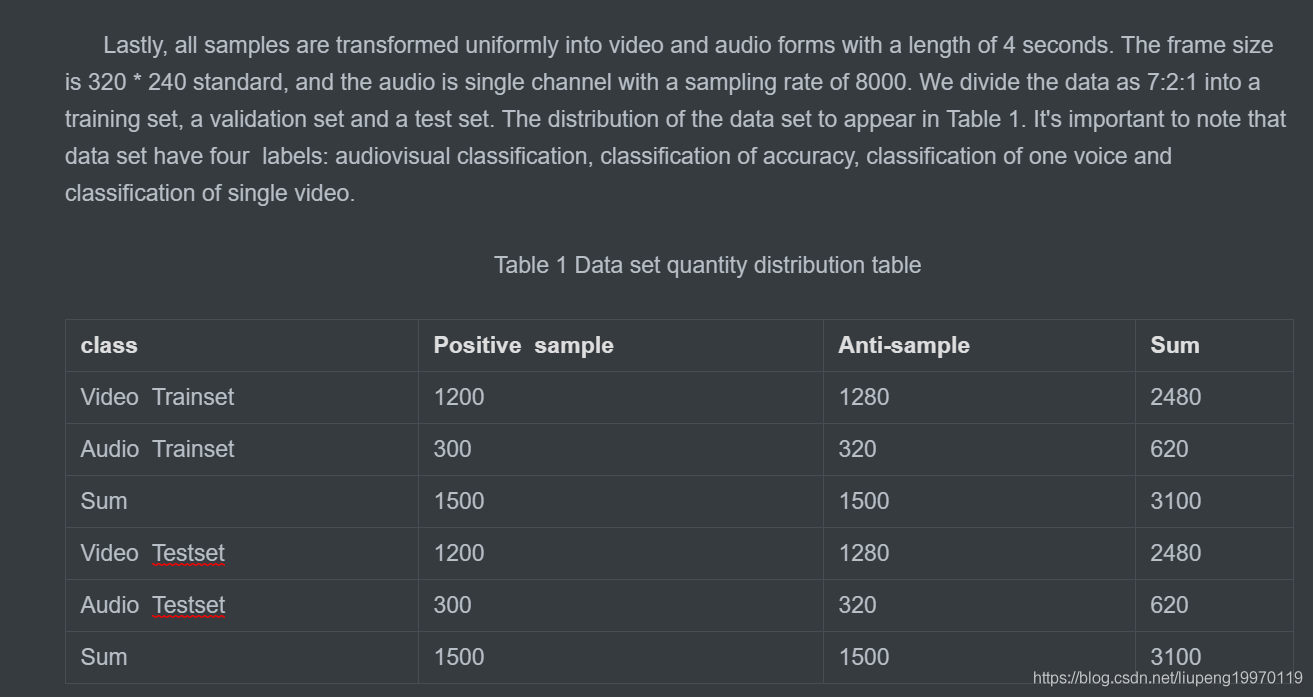 Lastly, all samples are transformed uniformly into video and audio forms with a length of 4 seconds. The frame size
is 320 * 240 standard, and the audio is single channel with a sampling rate of 8000. We divide the data as 7:2:1 into a
training set, a validation set and a test set. The distribution of the data set to appear in Table 1. It's important to note that
data set have four labels: audiovisual classification, classification of accuracy, classification of one voice and
classification of single video.
Table 1 Data set quantity distribution table
class Positive sample Anti-sample Sum
Video Trainset 1200 1280 2480
Audio Trainset 300 320 620
Sum 1500 1500 3100
Video Testset 1200 1280 2480
Audio Testset 300 320 620
Sum 1500 1500 3100
https://blog.csdn.net/liupeng19970119